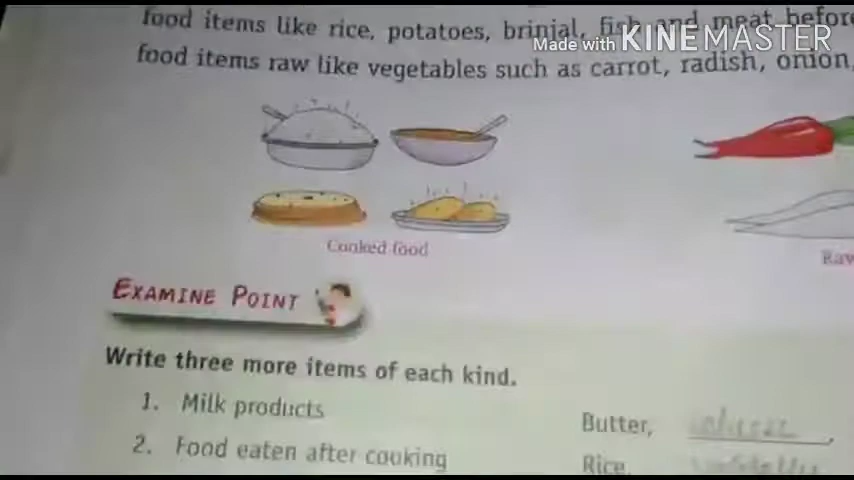 food items like rice, potatoes, brinjal, fish and meat before
Made with KINEMASTER
food items raw like vegetables such as carrot, radish, onion,
Cooked food
Raw
EXAMINE POINT
Write three more items of each kind.
1. Milk products
Butter,
2. Food eaten after cooking
Rice,